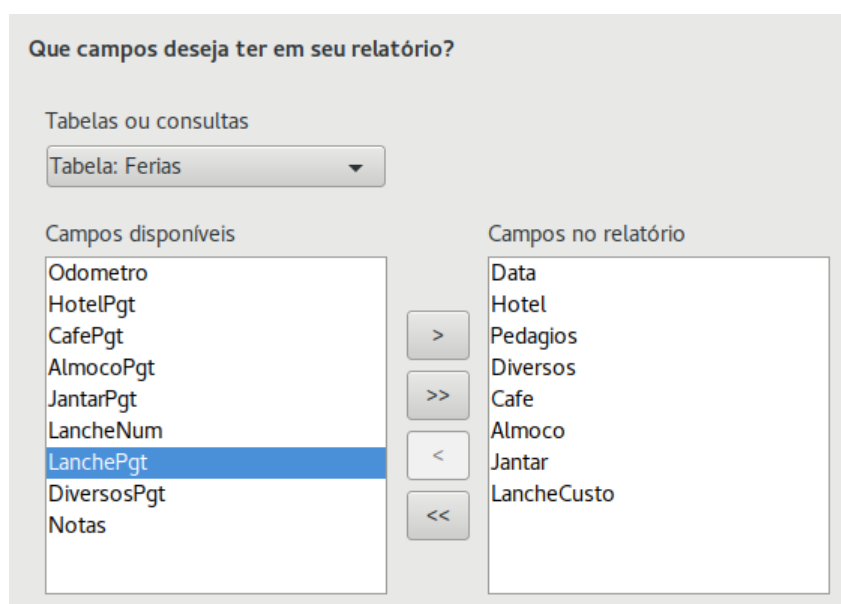 Que campos deseja ter em seu relatório?
Tabelas ou consultas
Tabela: Ferias
Campos disponíveis
Odometro
HotelPgt
CafePgt
AlmocoPgt
JantarPgt
LancheNum
LanchePgt
DiversosPgt
Notas
>
>>
<
<<
Campos no relatório
Data
Hotel
Pedagios
Diversos
Cafe
Almoco
Jantar
LancheCusto